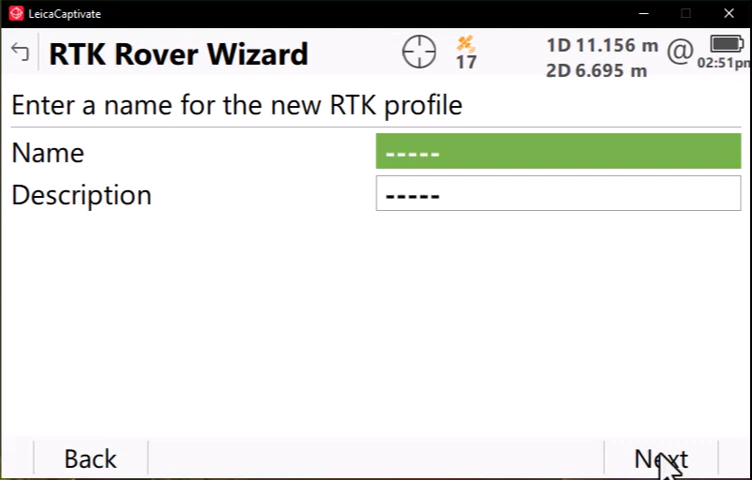 LeicaCaptivate
RTK Rover Wizard
17
1D 11.156 m
2D 6.695 m
@
02:51pm
Enter a name for the new RTK profile
Name
-----
Description
-----
Back
Next